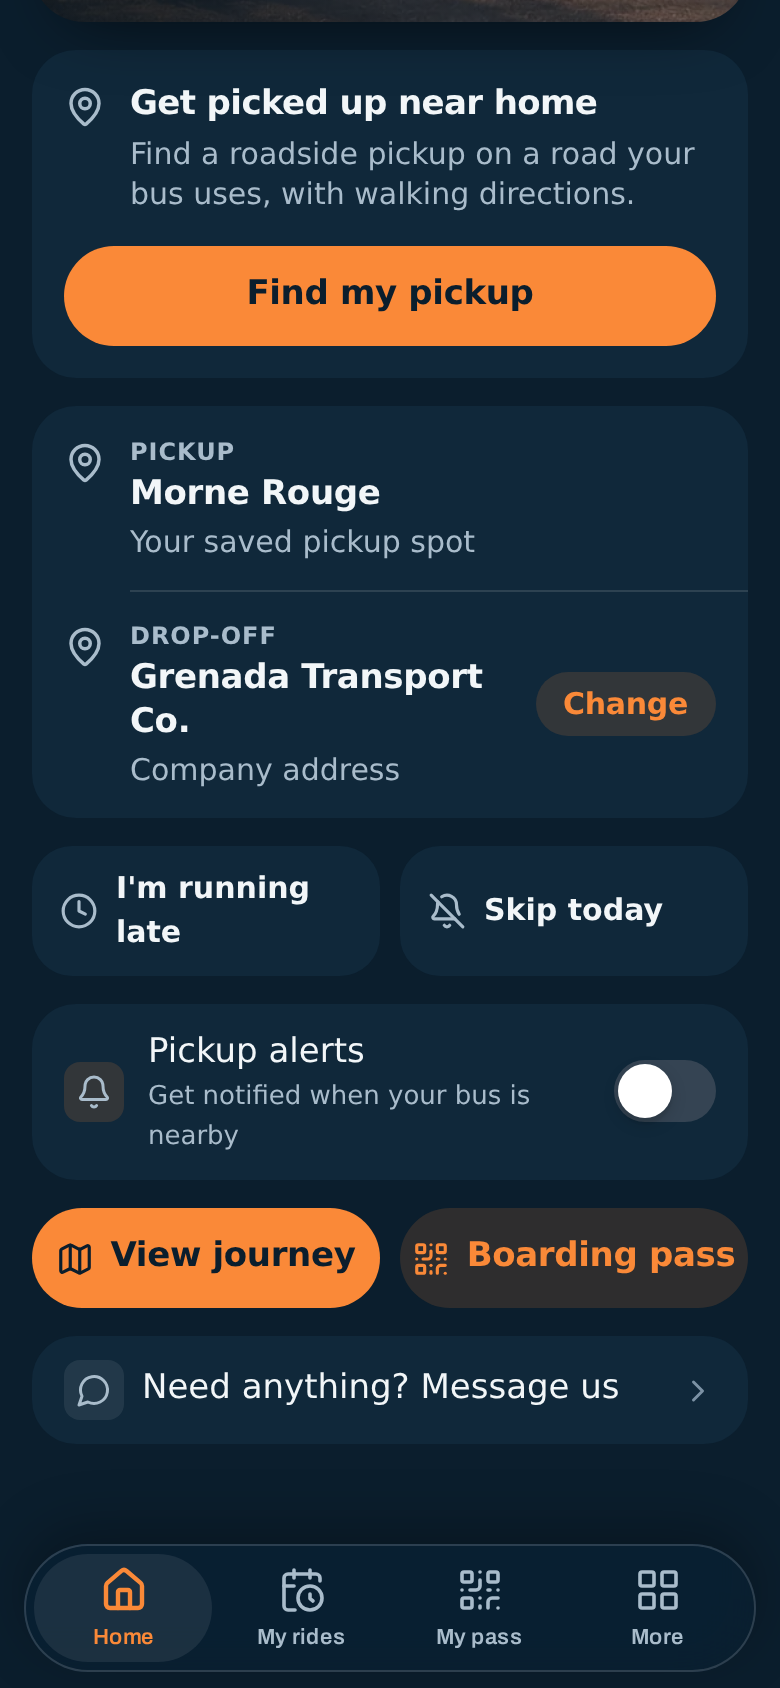 Get picked up near home
Find a roadside pickup on a road your
bus uses, with walking directions.
Find my pickup
PICKUP
Morne Rouge
Your saved pickup spot
DROP-OFF
Grenada Transport
Co.
Company address
Change
I'm running
late
Skip today
Pickup alerts
Get notified when your bus is
nearby
View journey
Boarding pass
Need anything? Message us
Home
My rides
My pass
More